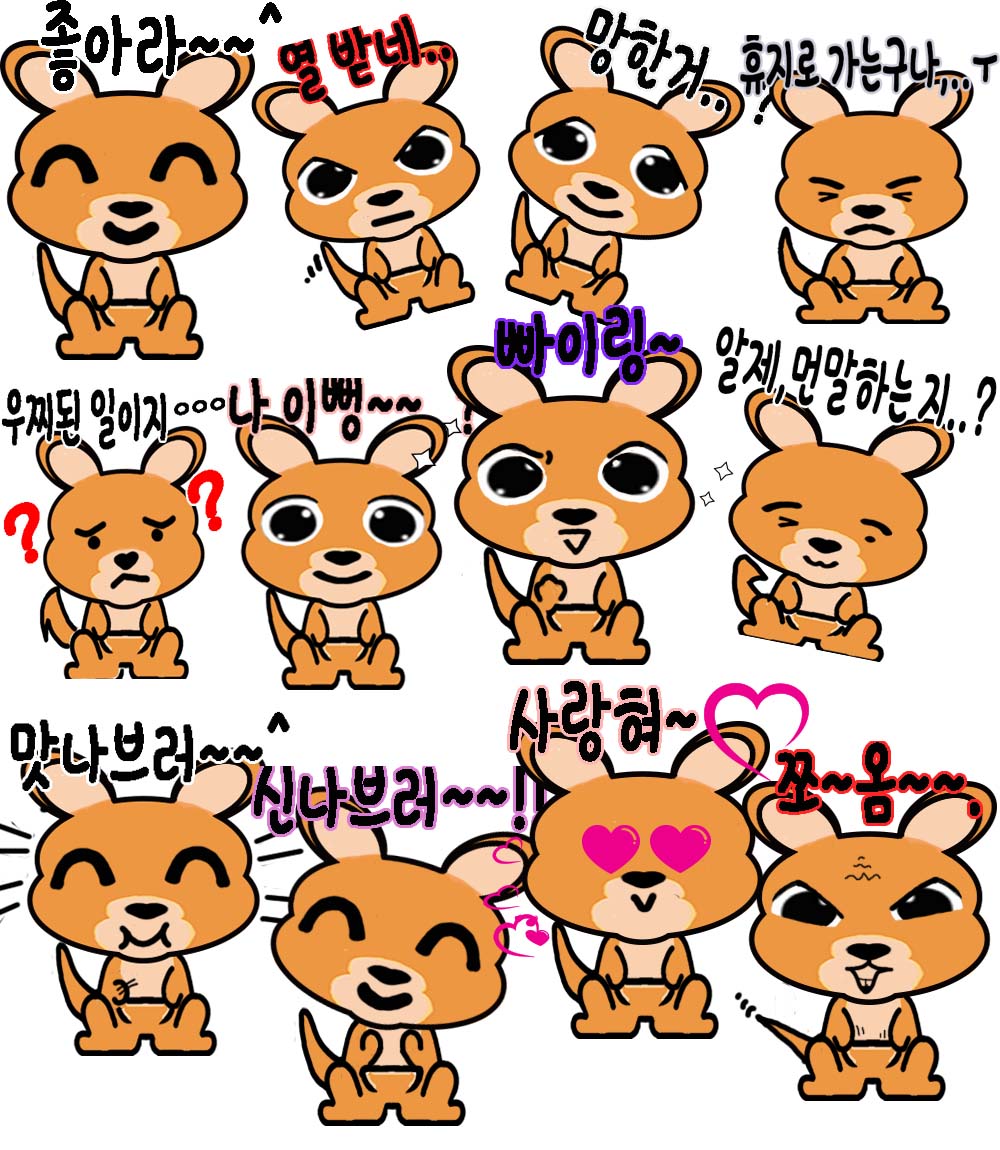 좋아라~~^
열 받네..
망한거..?
휴지로 가는구나,..ㅜ
우찌된 일이지...
? ?
나 이뻥~~?
빠이링~
알제,먼말하는지..?
맛나브러~~^
신나브러~~!!
사랑혀~♡
쪼~옴~~.